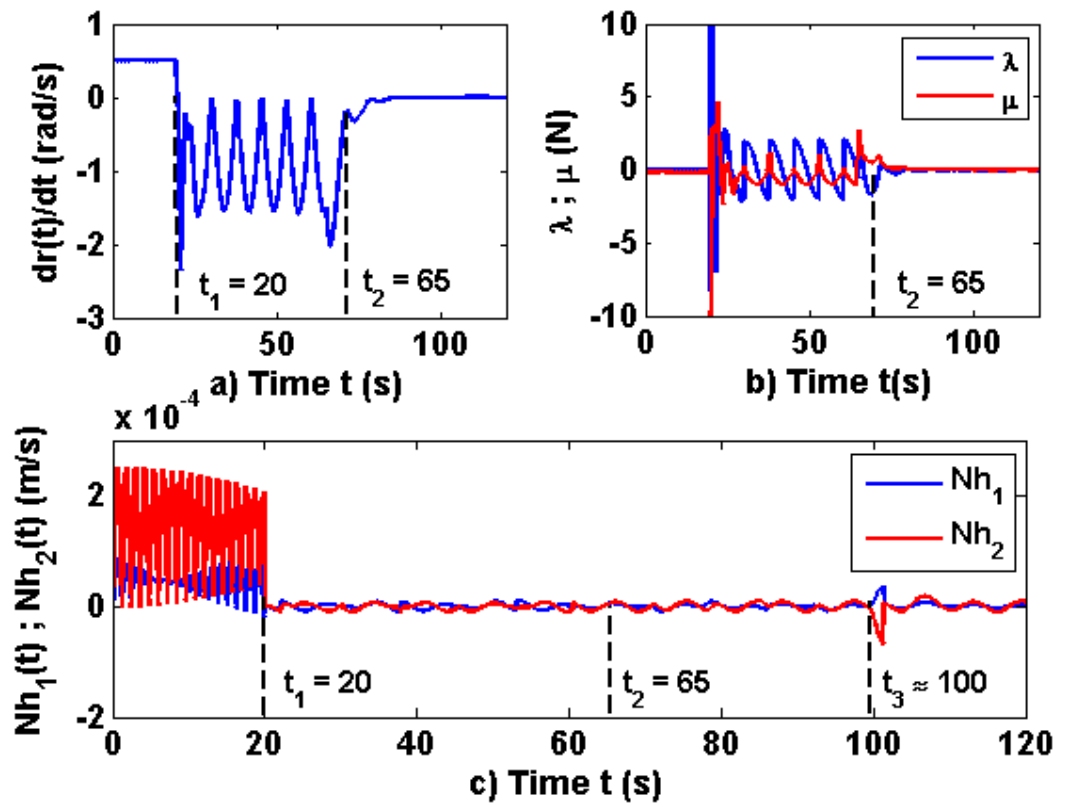 dr(t)/dt (rad/s)
1
0
-1
-2
-3
t₁ = 20
t₂ = 65
0
50
100
a) Time t (s)
λ ; μ (N)
10
5
0
-5
-10
λ
μ
t₂ = 65
0
50
100
b) Time t(s)
x 10⁻⁴
Nh₁(t) ; Nh₂(t) (m/s)
2
0
-2
Nh₁
Nh₂
t₁ = 20
t₂ = 65
t₃ ≈ 100
0
20
40
60
80
100
120
c) Time t (s)